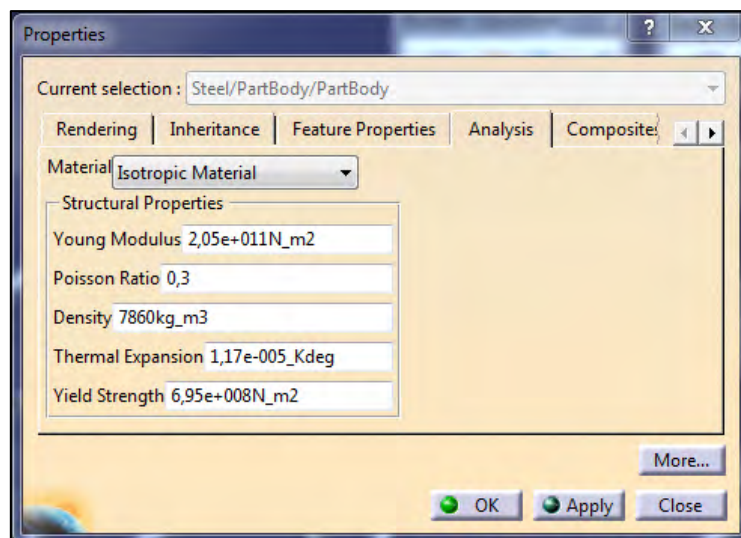 Properties
?
X
Current selection : Steel/PartBody/PartBody
Rendering Inheritance Feature Properties Analysis Composite
Material Isotropic Material
Structural Properties
Young Modulus 2,05e+011N_m2
Poisson Ratio 0,3
Density 7860kg_m3
Thermal Expansion 1,17e-005_Kdeg
Yield Strength 6,95e+008N_m2
More...
OK Apply Close